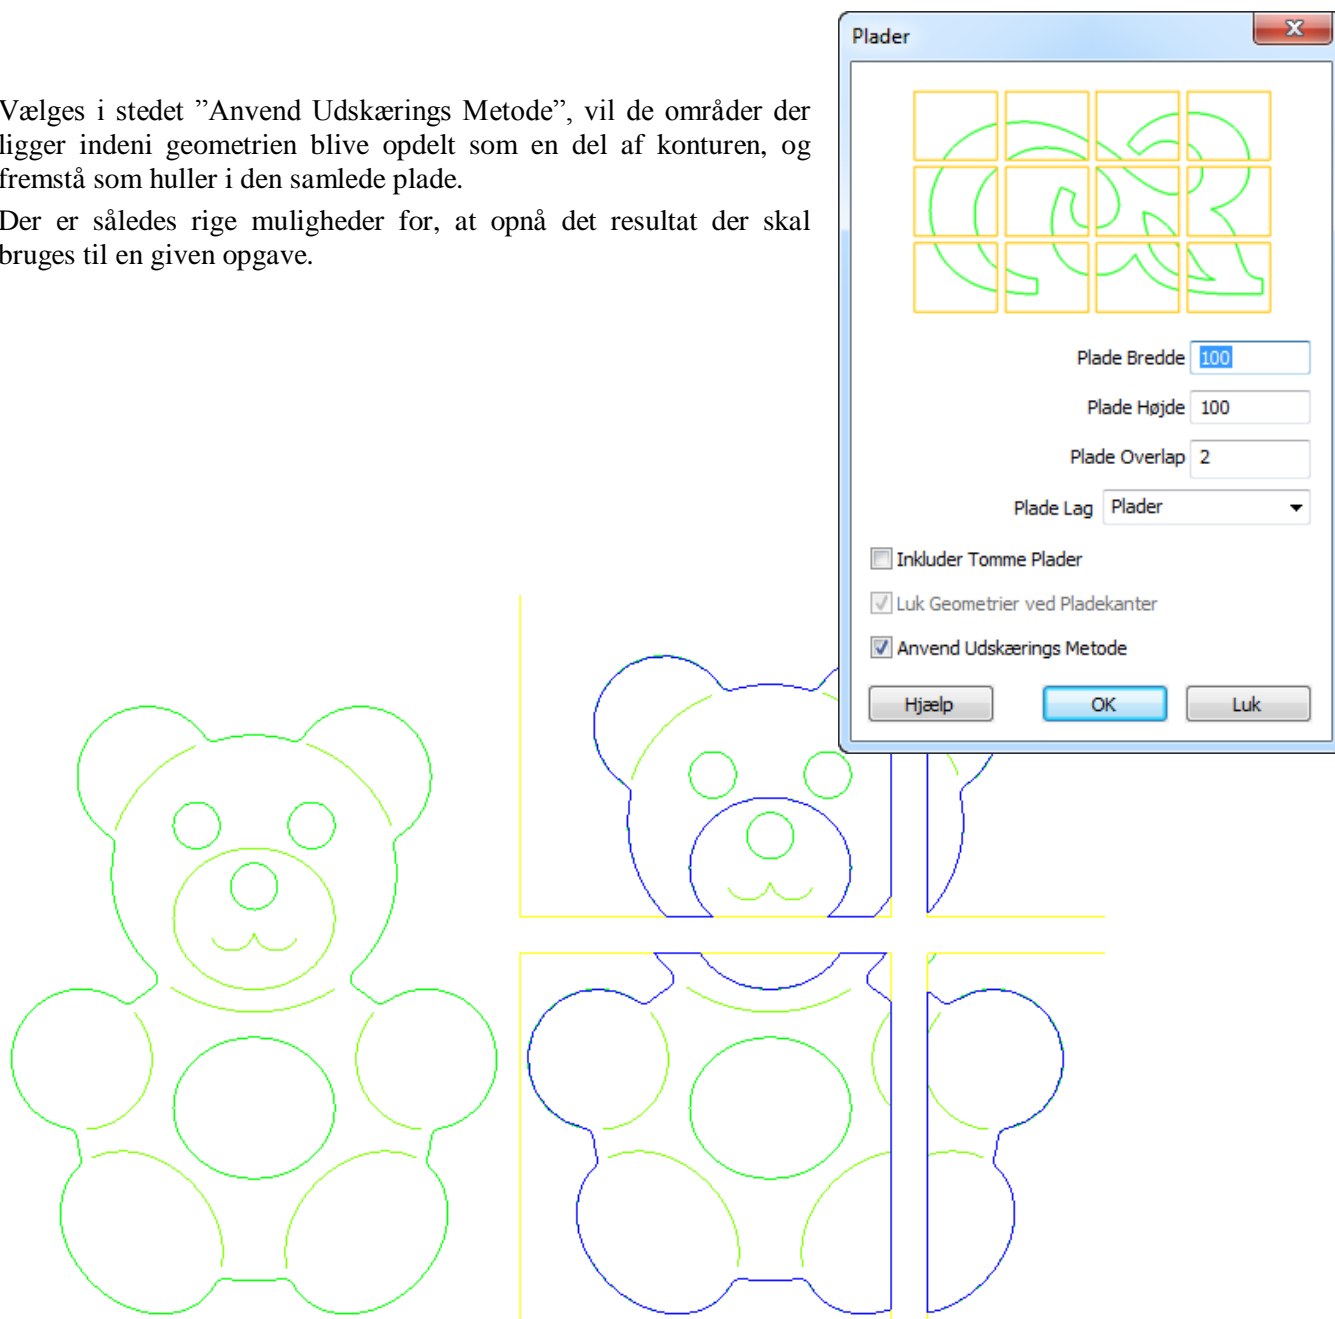 Vælges i stedet ”Anvend Udskærings Metode”, vil de områder der
ligger indeni geometrien blive opdelt som en del af konturen, og
fremstå som huller i den samlede plade.
Der er således rige muligheder for, at opnå det resultat der skal
bruges til en given opgave.
Plader
Plade Bredde 100
Plade Højde 100
Plade Overlap 2
Plade Lag Plader
Inkluder Tomme Plader
Luk Geometrier ved Pladekanter
Anvend Udskærings Metode
Hjælp OK Luk